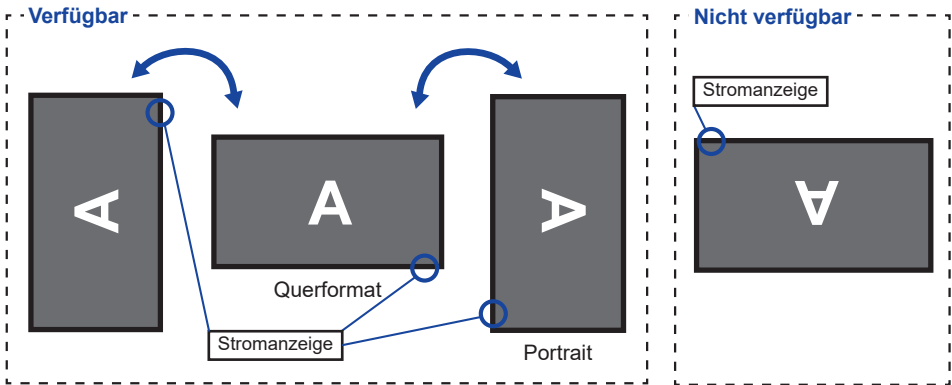 Verfügbar
Nicht verfügbar
Stromanzeige
A
A
A
A
Querformat
Stromanzeige
Portrait